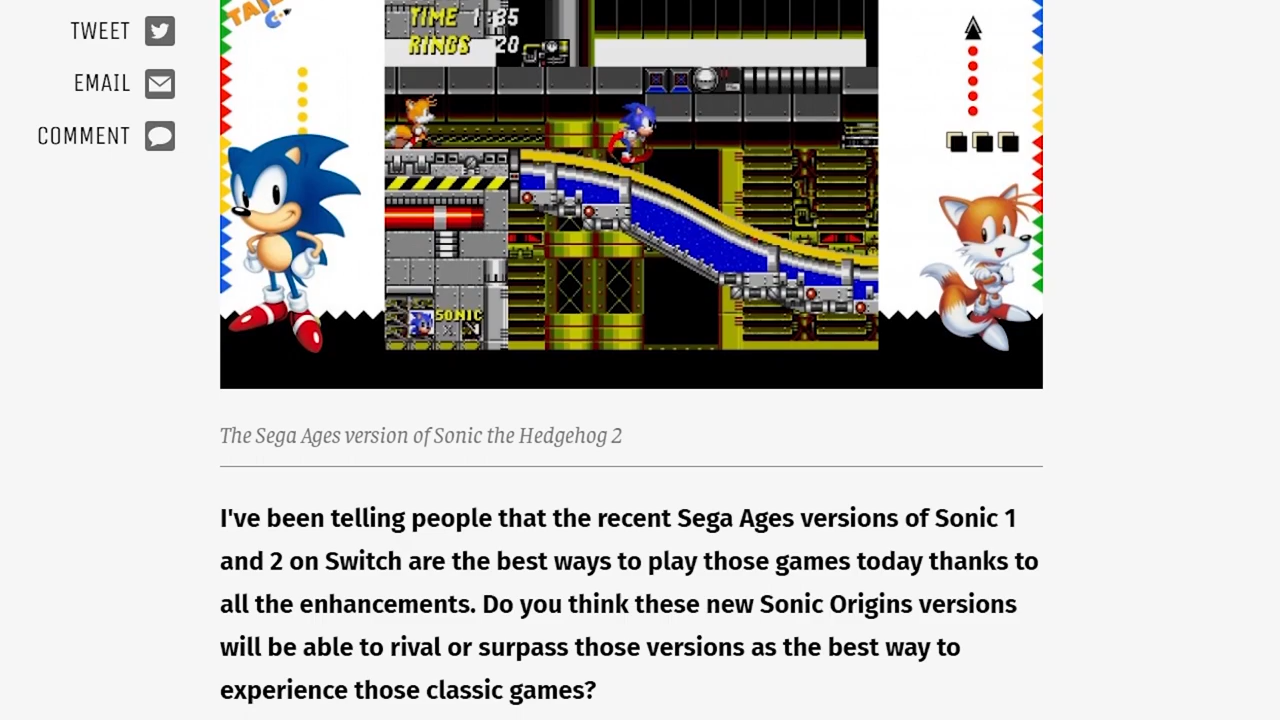 TWEET
EMAIL
COMMENT
TAILS
TIME 1:35
RINGS 20
SONIC
The Sega Ages version of Sonic the Hedgehog 2
I've been telling people that the recent Sega Ages versions of Sonic 1
and 2 on Switch are the best ways to play those games today thanks to
all the enhancements. Do you think these new Sonic Origins versions
will be able to rival or surpass those versions as the best way to
experience those classic games?